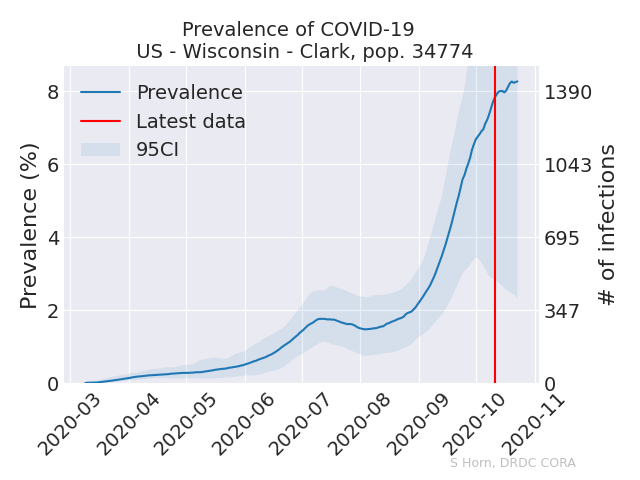 Prevalence of COVID-19
US - Wisconsin - Clark, pop. 34774
Prevalence
Latest data
95CI
Prevalence (%)
8
6
4
2
0
1390
1043
695
347
0
# of infections
2020-03
2020-04
2020-05
2020-06
2020-07
2020-08
2020-09
2020-10
2020-11
S Horn, DRDC CORA